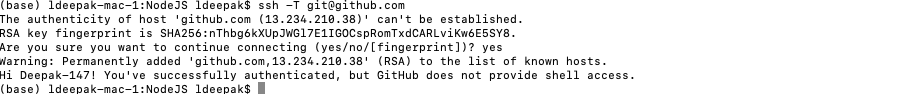 (base) ldeepak-mac-1:NodeJS ldeepak$ ssh -T git@github.com
The authenticity of host 'github.com (13.234.210.38)' can't be established.
RSA key fingerprint is SHA256:nThbg6kXUpJWGl7E1IGOCspRomTxdCARLviKw6E5SY8.
Are you sure you want to continue connecting (yes/no/[fingerprint])? yes
Warning: Permanently added 'github.com,13.234.210.38' (RSA) to the list of known hosts.
Hi Deepak-147! You've successfully authenticated, but GitHub does not provide shell access.
(base) ldeepak-mac-1:NodeJS ldeepak$